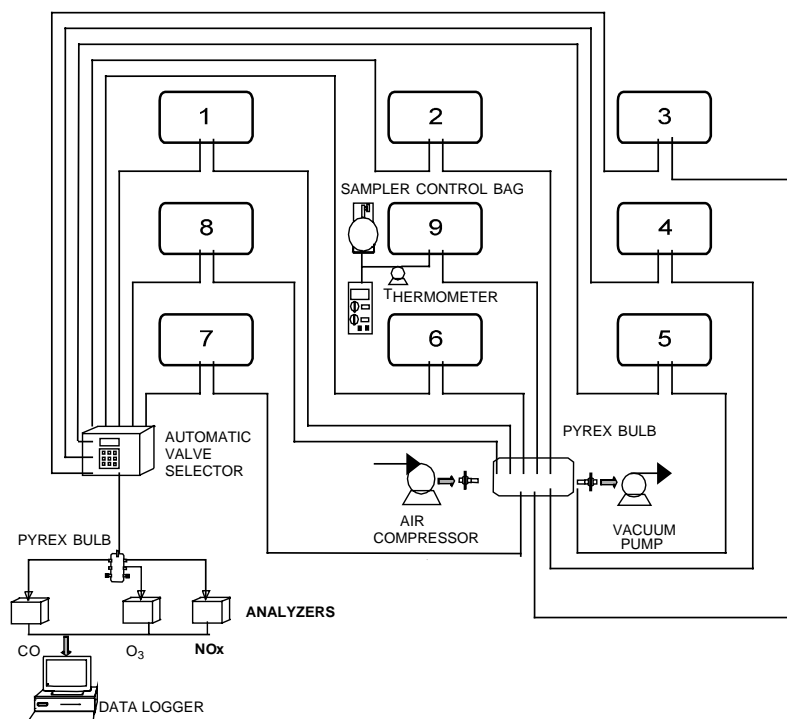 1
2
3
SAMPLER CONTROL BAG
8
9
4
THERMOMETER
7
6
5
AUTOMATIC
VALVE
SELECTOR
PYREX BULB
AIR
COMPRESSOR
VACUUM
PUMP
PYREX BULB
ANALYZERS
CO
O3
NOx
DATA LOGGER